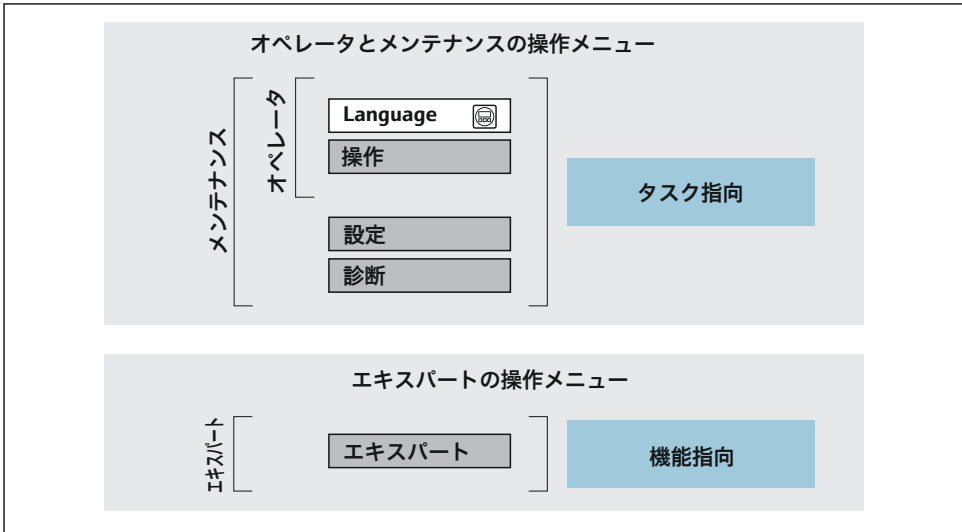 オペレータとメンテナンスの操作メニュー
メンテナンス
オペレータ
Language
操作
設定
診断
タスク指向
エキスパートの操作メニュー
エキスパート
エキスパート
機能指向